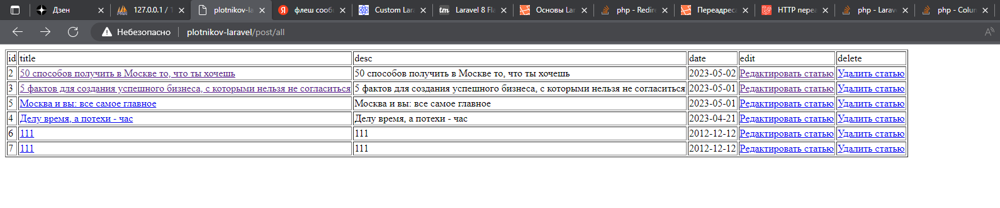 Дзен
127.0.0.1 / 1
plotnikov-la
флеш сооб
Custom Lara
Laravel 8 Fla
Основы Lar
php - Redire
Переадреса
HTTP пере
php - Larav
php - Colum
Небезопасно plotnikov-laravel/post/all
id title desc date edit delete
2 50 способов получить в Москве то, что ты хочешь 50 способов получить в Москве то, что ты хочешь 2023-05-02 Редактировать статью Удалить статью
3 5 фактов для создания успешного бизнеса, с которыми нельзя не согласиться 5 фактов для создания успешного бизнеса, с которыми нельзя не согласиться 2023-05-01 Редактировать статью Удалить статью
5 Москва и вы: все самое главное Москва и вы: все самое главное 2023-05-01 Редактировать статью Удалить статью
4 Делу время, а потехи - час Делу время, а потехи - час 2023-04-21 Редактировать статью Удалить статью
6 111 111 2012-12-12 Редактировать статью Удалить статью
7 111 111 2012-12-12 Редактировать статью Удалить статью